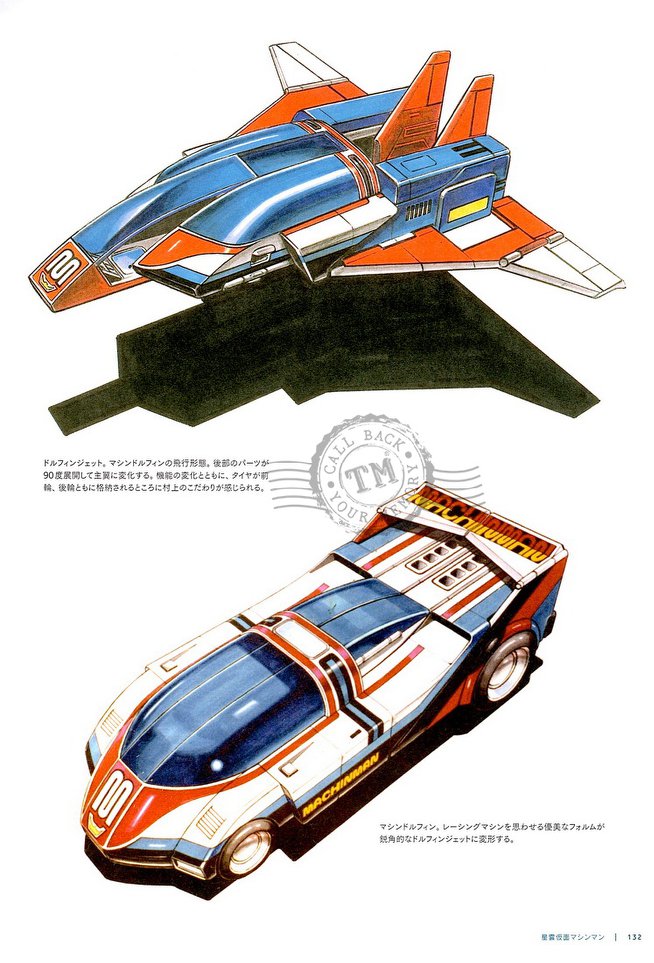 ドルフィンジェット。マシンドルフィンの飛行形態。後部のパーツが
90度展開して主翼に変化する。機能の変化とともに、タイヤが前
輪、後輪ともに格納されるところに村上のこだわりが感じられる。
CALL BACK
TM
YOUR
MACHINMAN
MACHINMAN
マシンドルフィン。レーシングマシンを思わせる優美なフォルムが
鋭角的なドルフィンジェットに変形する。
星雲仮面マシンマン | 132